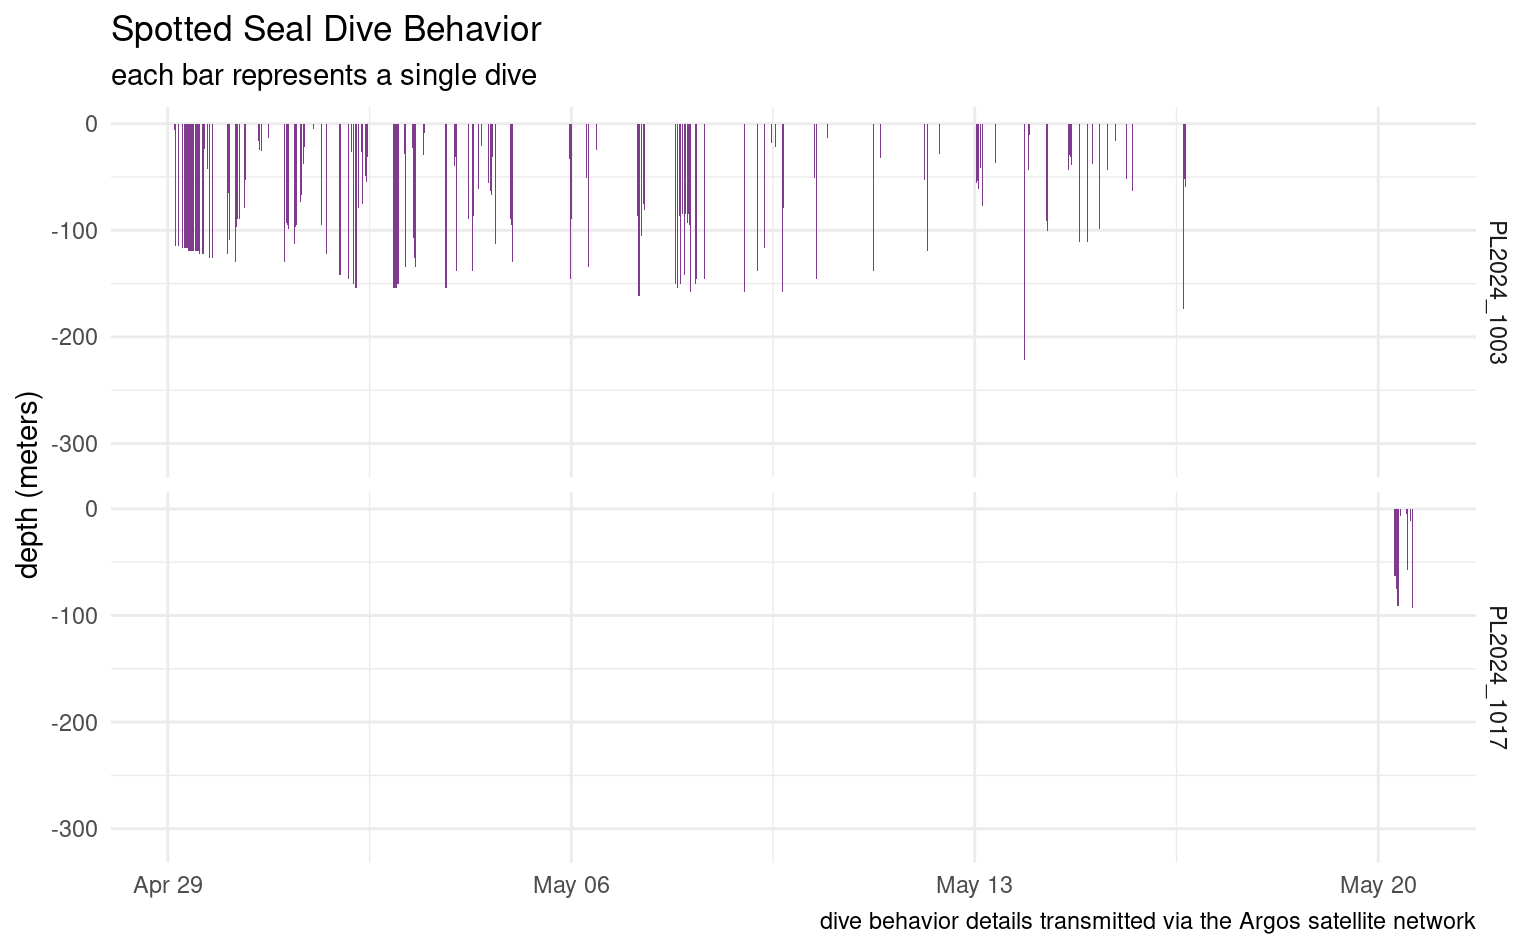 Spotted Seal Dive Behavior
each bar represents a single dive
depth (meters)
0
-100
-200
-300
PL2024_1003
0
-100
-200
-300
PL2024_1017
Apr 29
May 06
May 13
May 20
dive behavior details transmitted via the Argos satellite network